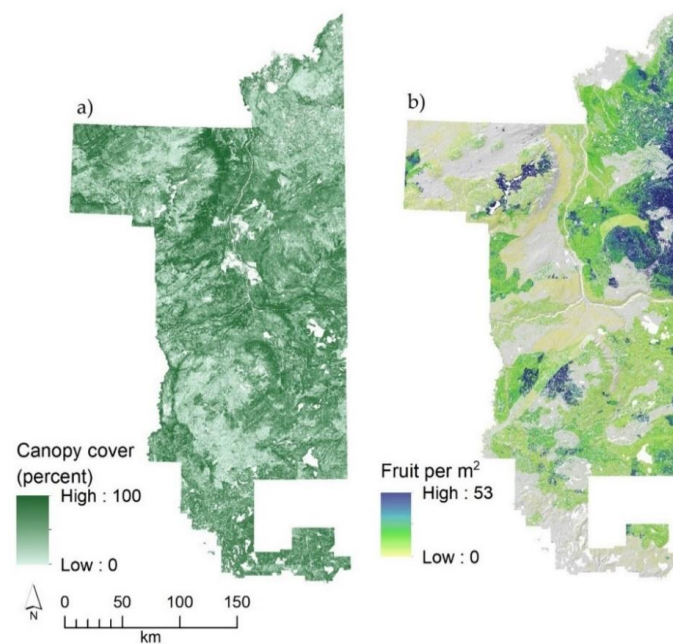 a)
b)
Canopy cover
(percent)
High : 100
Low : 0
Fruit per m²
High : 53
Low : 0
N
0 50 100 150
km